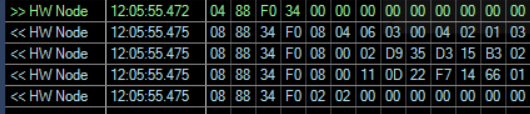 >> HW Node 12:05:55.472 04 88 F0 34 00 00 00 00 00 00 00 00
<< HW Node 12:05:55.475 08 88 34 F0 08 04 06 03 00 04 02 01 03
<< HW Node 12:05:55.475 08 88 34 F0 08 00 02 D9 35 D3 15 B3 02
<< HW Node 12:05:55.475 08 88 34 F0 08 00 11 0D 22 F7 14 66 01
<< HW Node 12:05:55.475 08 88 34 F0 02 02 00 00 00 00 00 00 00